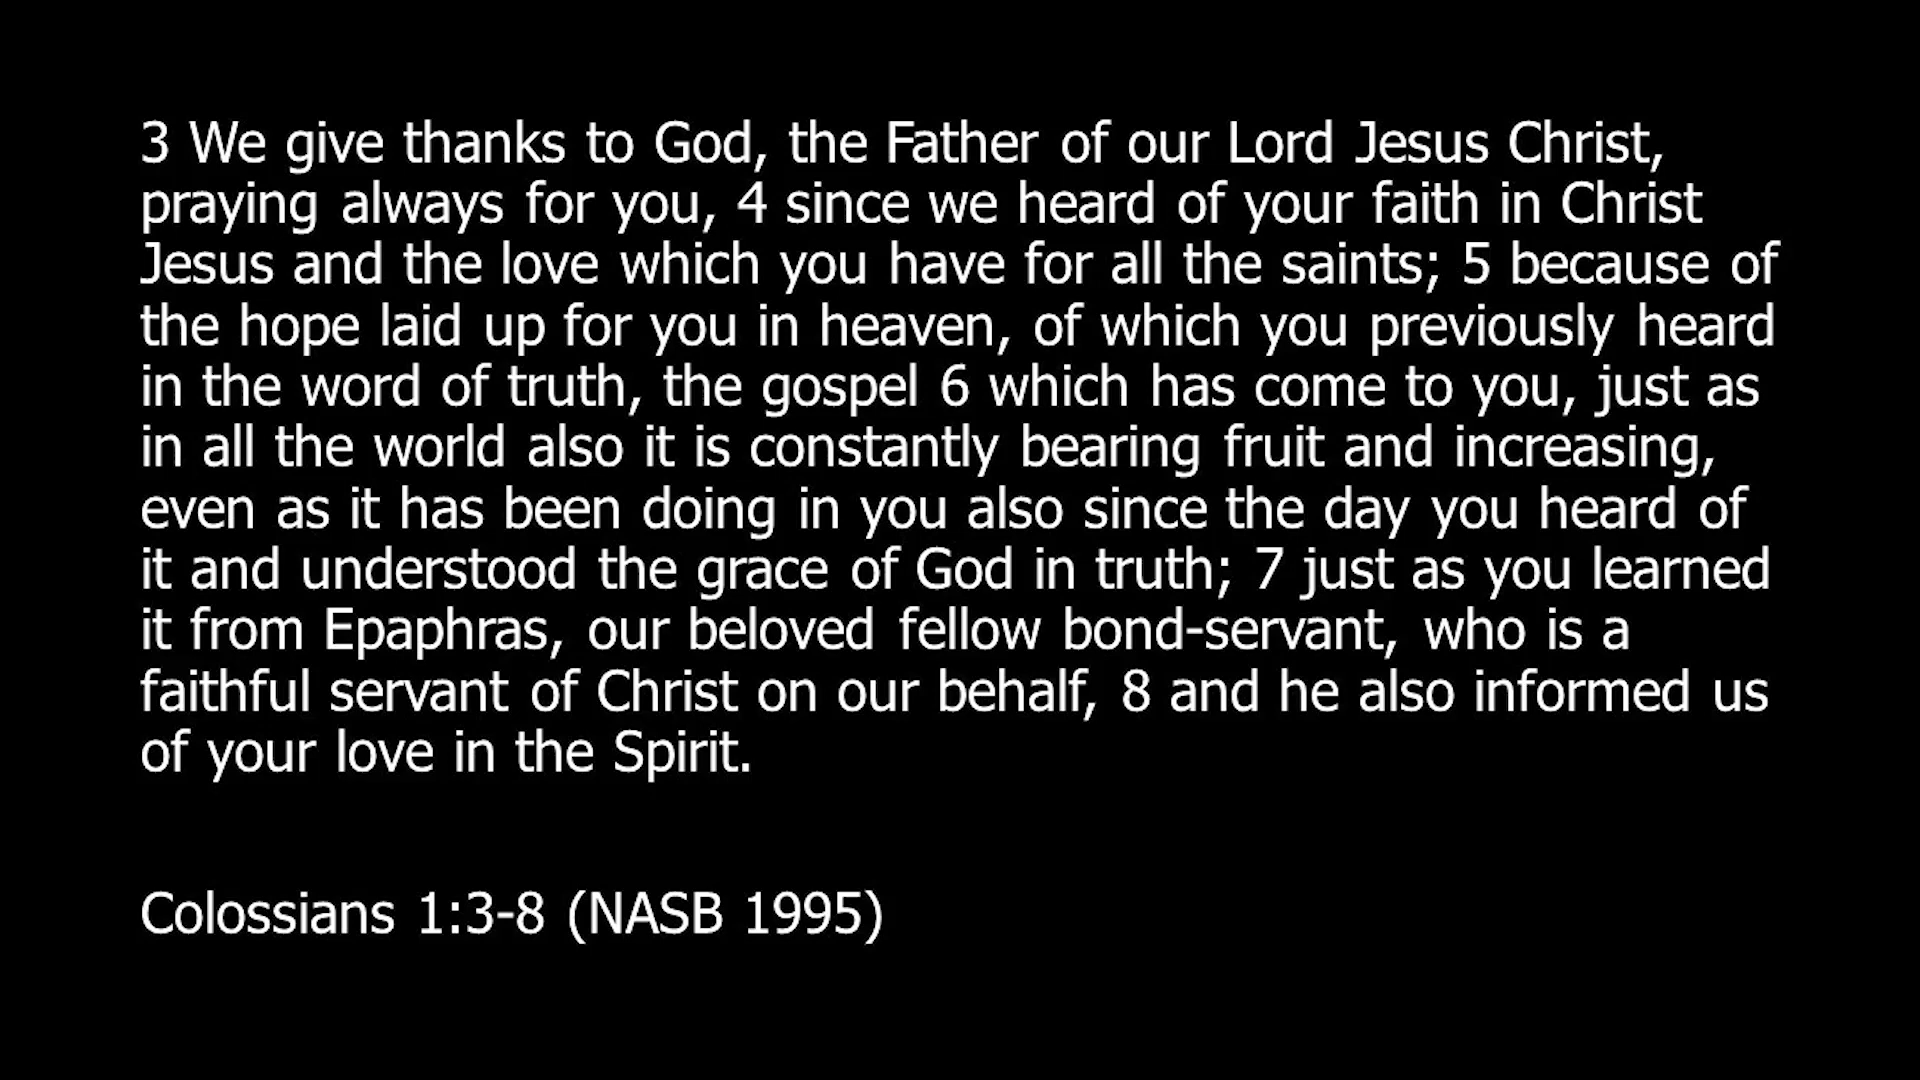 3 We give thanks to God, the Father of our Lord Jesus Christ,
praying always for you, 4 since we heard of your faith in Christ
Jesus and the love which you have for all the saints; 5 because of
the hope laid up for you in heaven, of which you previously heard
in the word of truth, the gospel 6 which has come to you, just as
in all the world also it is constantly bearing fruit and increasing,
even as it has been doing in you also since the day you heard of
it and understood the grace of God in truth; 7 just as you learned
it from Epaphras, our beloved fellow bond-servant, who is a
faithful servant of Christ on our behalf, 8 and he also informed us
of your love in the Spirit.
Colossians 1:3-8 (NASB 1995)